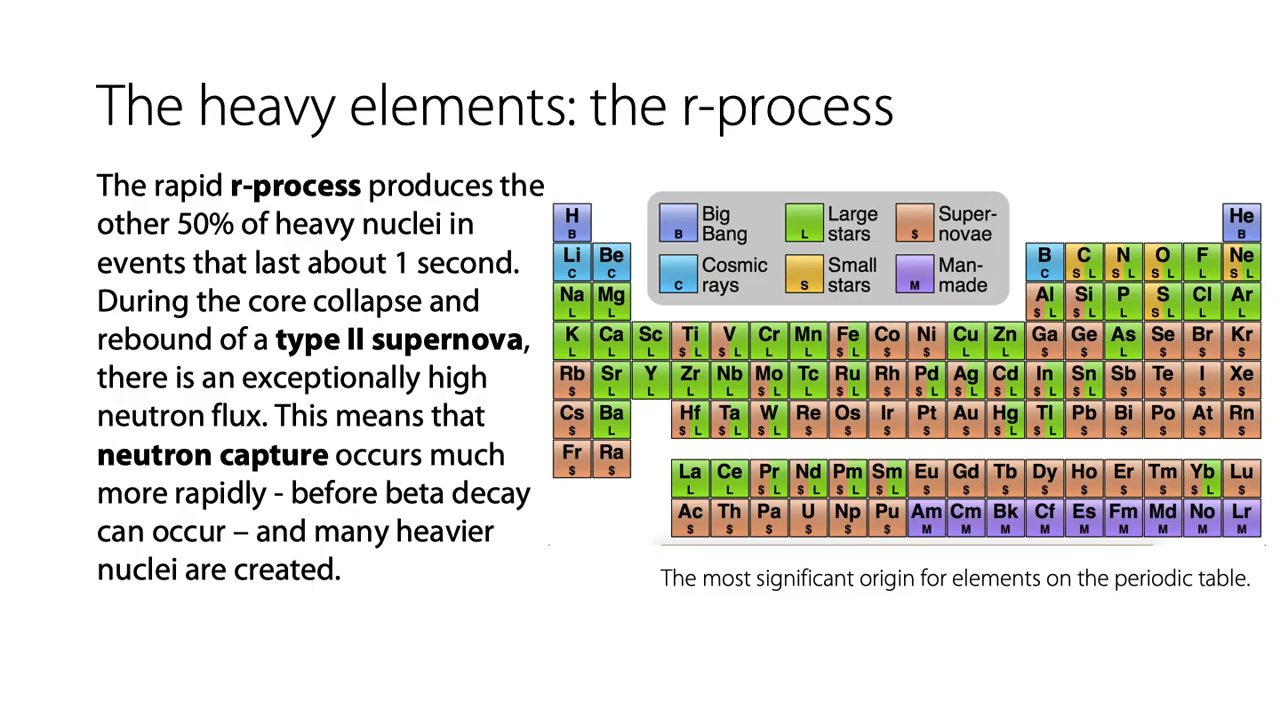 The heavy elements: the r-process
The rapid r-process produces the
other 50% of heavy nuclei in
events that last about 1 second.
During the core collapse and
rebound of a type II supernova,
there is an exceptionally high
neutron flux. This means that
neutron capture occurs much
more rapidly - before beta decay
can occur – and many heavier
nuclei are created.
Big Bang Large stars Super-novae
B L $
Cosmic rays Small stars Man-made
C S M
H He
B B
Li Be B C N O F Ne
C C C S L S L S L L S L
Na Mg Al Si P S Cl Ar
L L $ L $ L L S L L L
K Ca Sc Ti V Cr Mn Fe Co Ni Cu Zn Ga Ge As Se Br Kr
L L L $ L $ L L L $ L $ $ L L $ $ L $ $ $
Rb Sr Y Zr Nb Mo Tc Ru Rh Pd Ag Cd In Sn Sb Te I Xe
$ L L L L $ L L $ L $ $ L $ L $ L $ L $ L $ $ $ $
Cs Ba Hf Ta W Re Os Ir Pt Au Hg Tl Pb Bi Po At Rn
$ L $ L $ L $ L $ $ $ $ $ $ L $ L $ $ $ $ $
Fr Ra
$ $
La Ce Pr Nd Pm Sm Eu Gd Tb Dy Ho Er Tm Yb Lu
L L $ L $ L $ L $ L $ $ $ $ $ $ $ $ L $
Ac Th Pa U Np Pu Am Cm Bk Cf Es Fm Md No Lr
$ $ $ $ $ $ M M M M M M M M M
The most significant origin for elements on the periodic table.